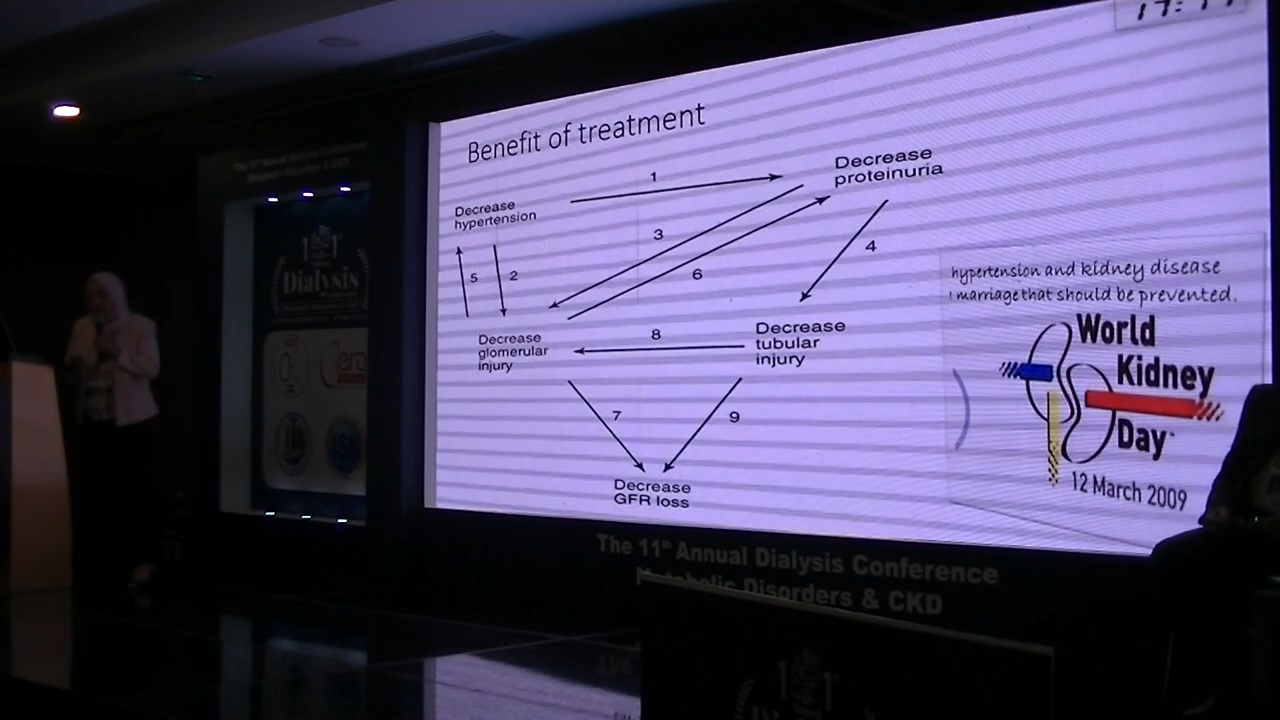 Benefit of treatment
Decrease
proteinuria
1
Decrease
hypertension
3
4
5
2
6
Decrease
glomerular
injury
8
Decrease
tubular
injury
7
9
Decrease
GFR loss
hypertension and kidney disease
marriage that should be prevented.
World
Kidney
Day
12 March 2009
The 11th Annual Dialysis Conference
Metabolic Disorders & CKD
Dialysis
era